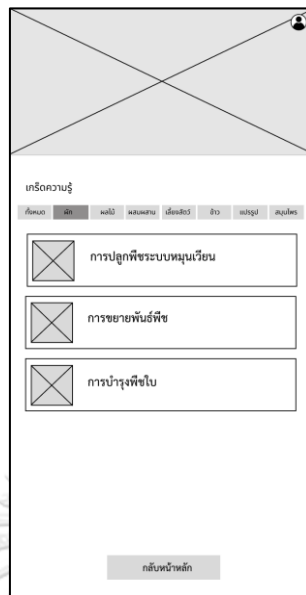 เกร็ดความรู้
ทั้งหมด ผัก ผลไม้ ผสมผสาน เลี้ยงสัตว์ ข้าว แปรรูป สมุนไพร
การปลูกพืชระบบหมุนเวียน
การขยายพันธ์พืช
การบำรุงพืชใบ
กลับหน้าหลัก